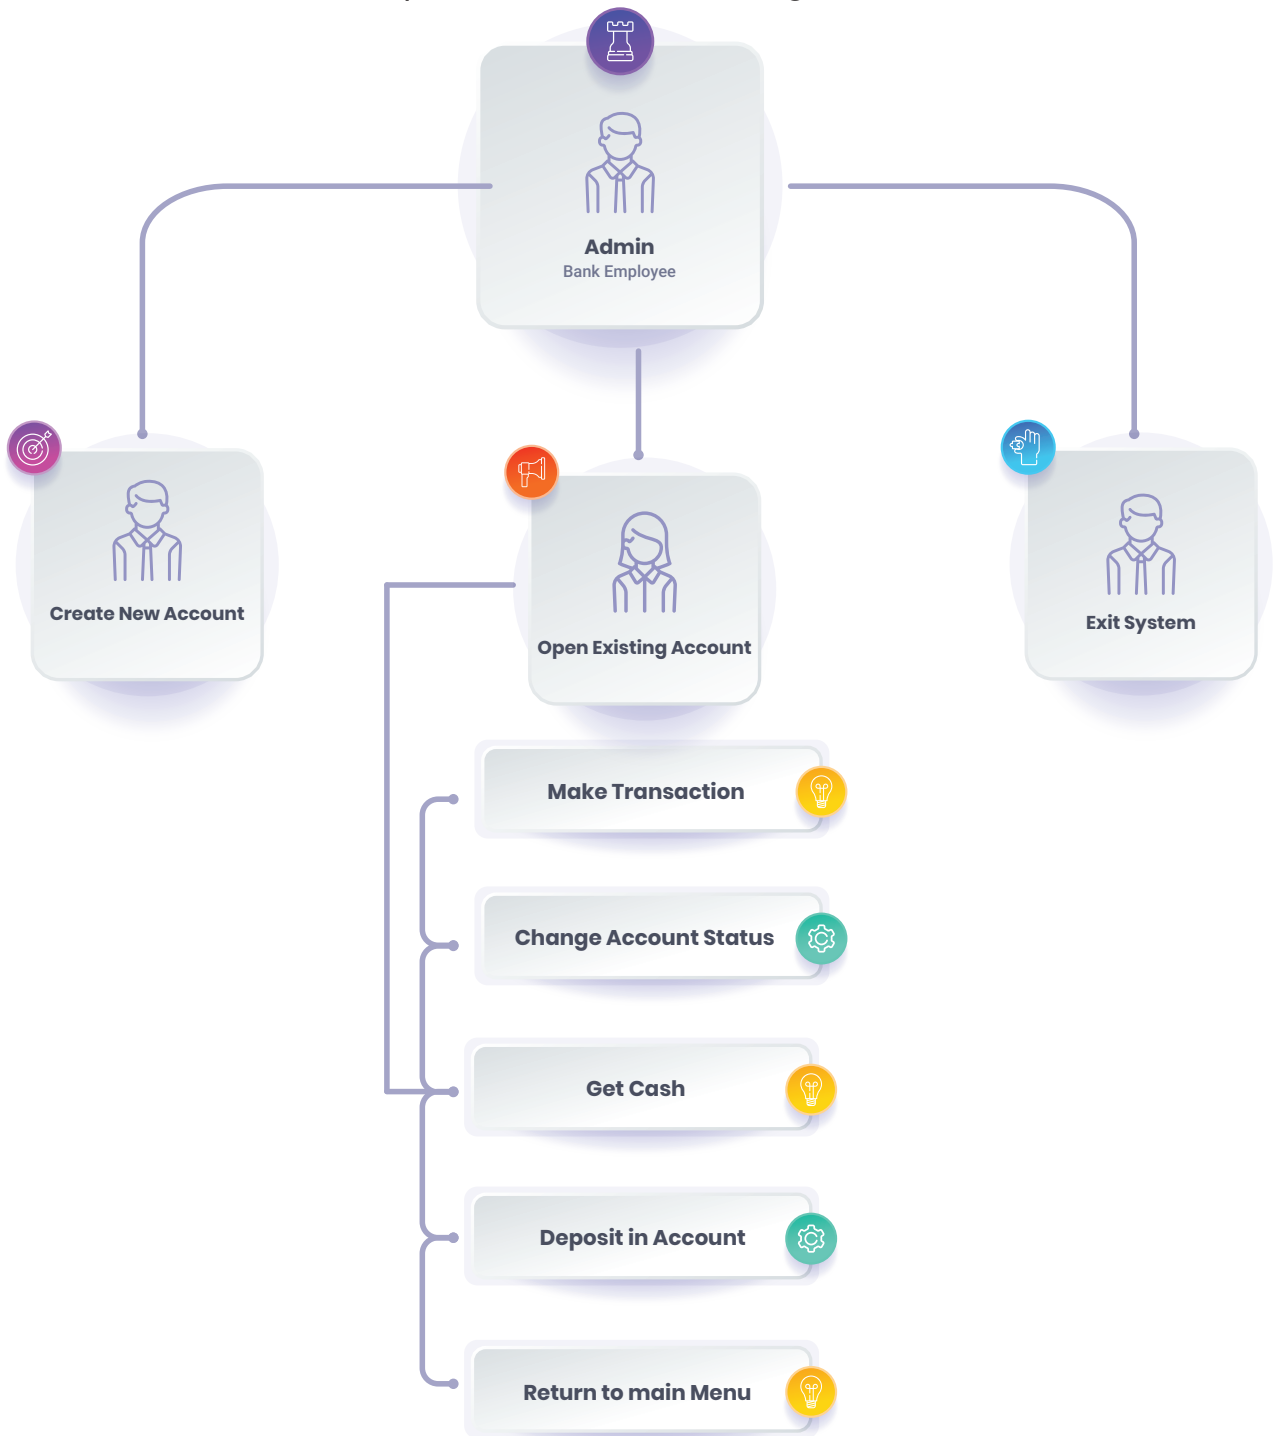 Admin
Bank Employee
Create New Account
Open Existing Account
Exit System
Make Transaction
Change Account Status
Get Cash
Deposit in Account
Return to main Menu